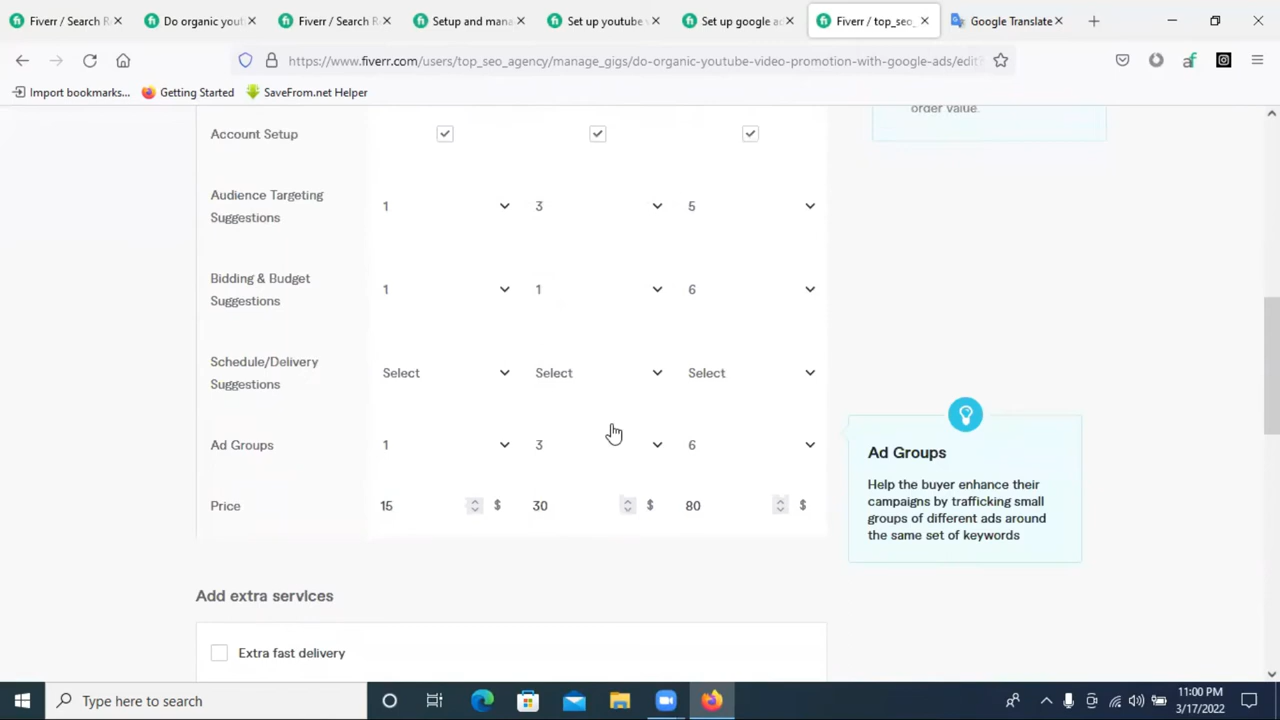 Fiverr / Search R
Do organic yout
Fiverr / Search R
Setup and mana
Set up youtube v
Set up google ad
Fiverr / top_seo_
Google Translate
https://www.fiverr.com/users/top_seo_agency/manage_gigs/do-organic-youtube-video-promotion-with-google-ads/edit
Import bookmarks...
Getting Started
SaveFrom.net Helper
order value.
Account Setup
Audience Targeting
Suggestions
1 3 5
Bidding & Budget
Suggestions
1 1 6
Schedule/Delivery
Suggestions
Select Select Select
Ad Groups 1 3 6
Price 15 $ 30 $ 80 $
Ad Groups
Help the buyer enhance their
campaigns by trafficking small
groups of different ads around
the same set of keywords
Add extra services
Extra fast delivery
Type here to search
11:00 PM
3/17/2022